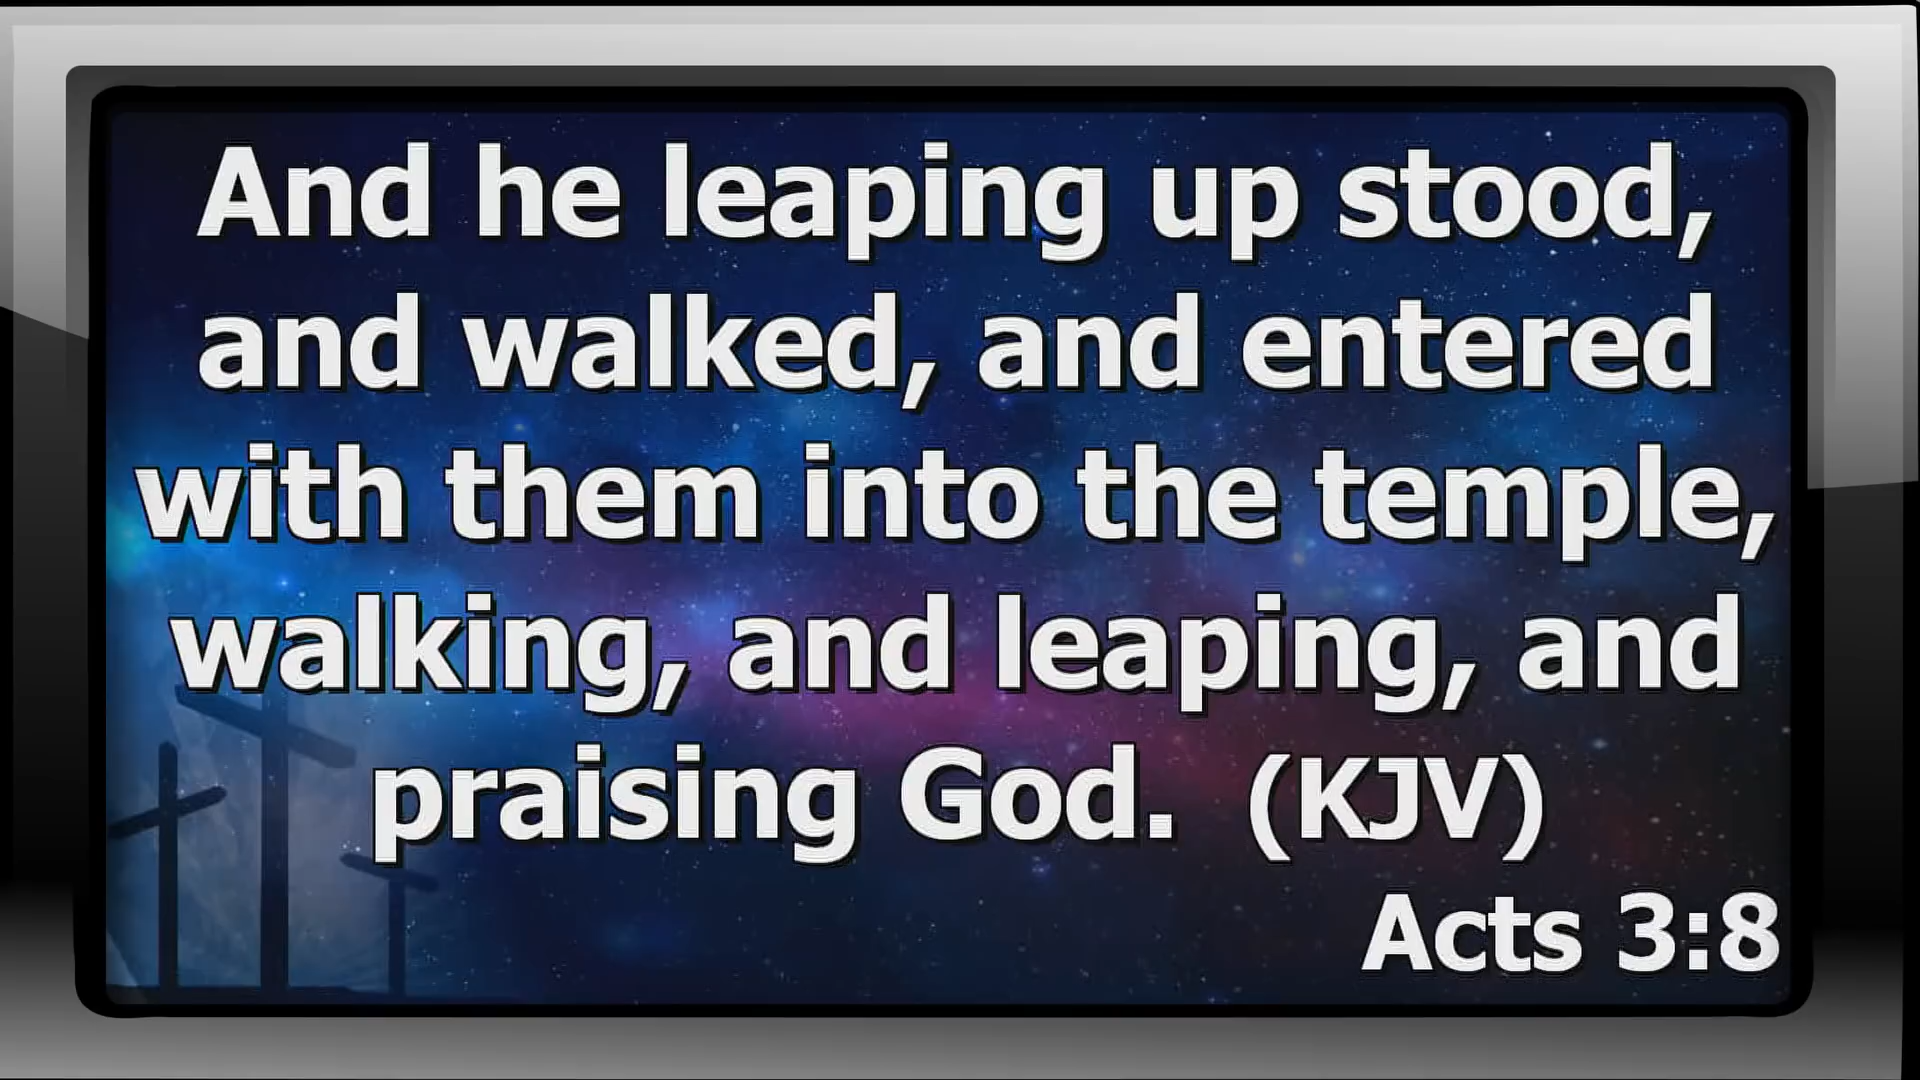 And he leaping up stood,
and walked, and entered
with them into the temple,
walking, and leaping, and
praising God. (KJV)
Acts 3:8